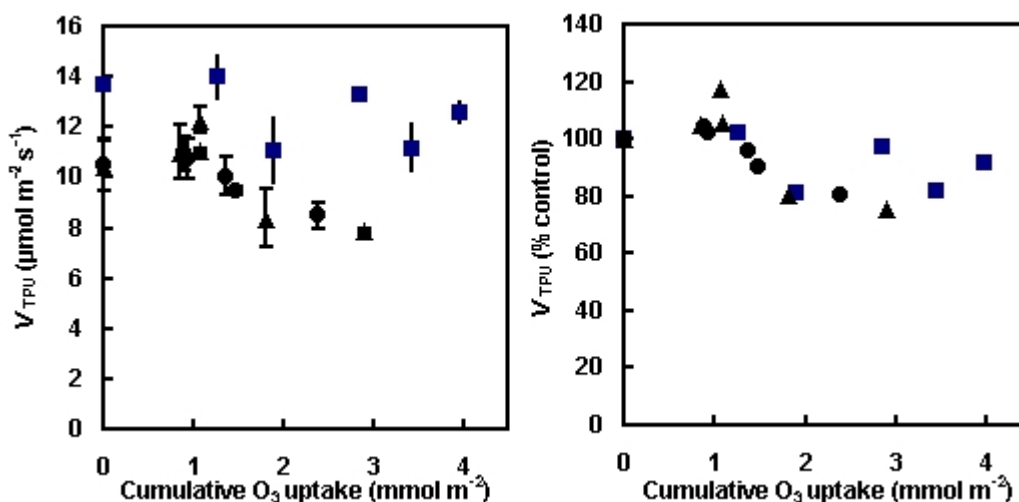 16
14
12
10
8
6
4
2
0
V TPU (µmol m⁻² s⁻¹)
0 1 2 3 4
Cumulative O₃ uptake (mmol m⁻²)
140
120
100
80
60
40
20
0
V TPU (% control)
0 1 2 3 4
Cumulative O₃ uptake (mmol m⁻²)